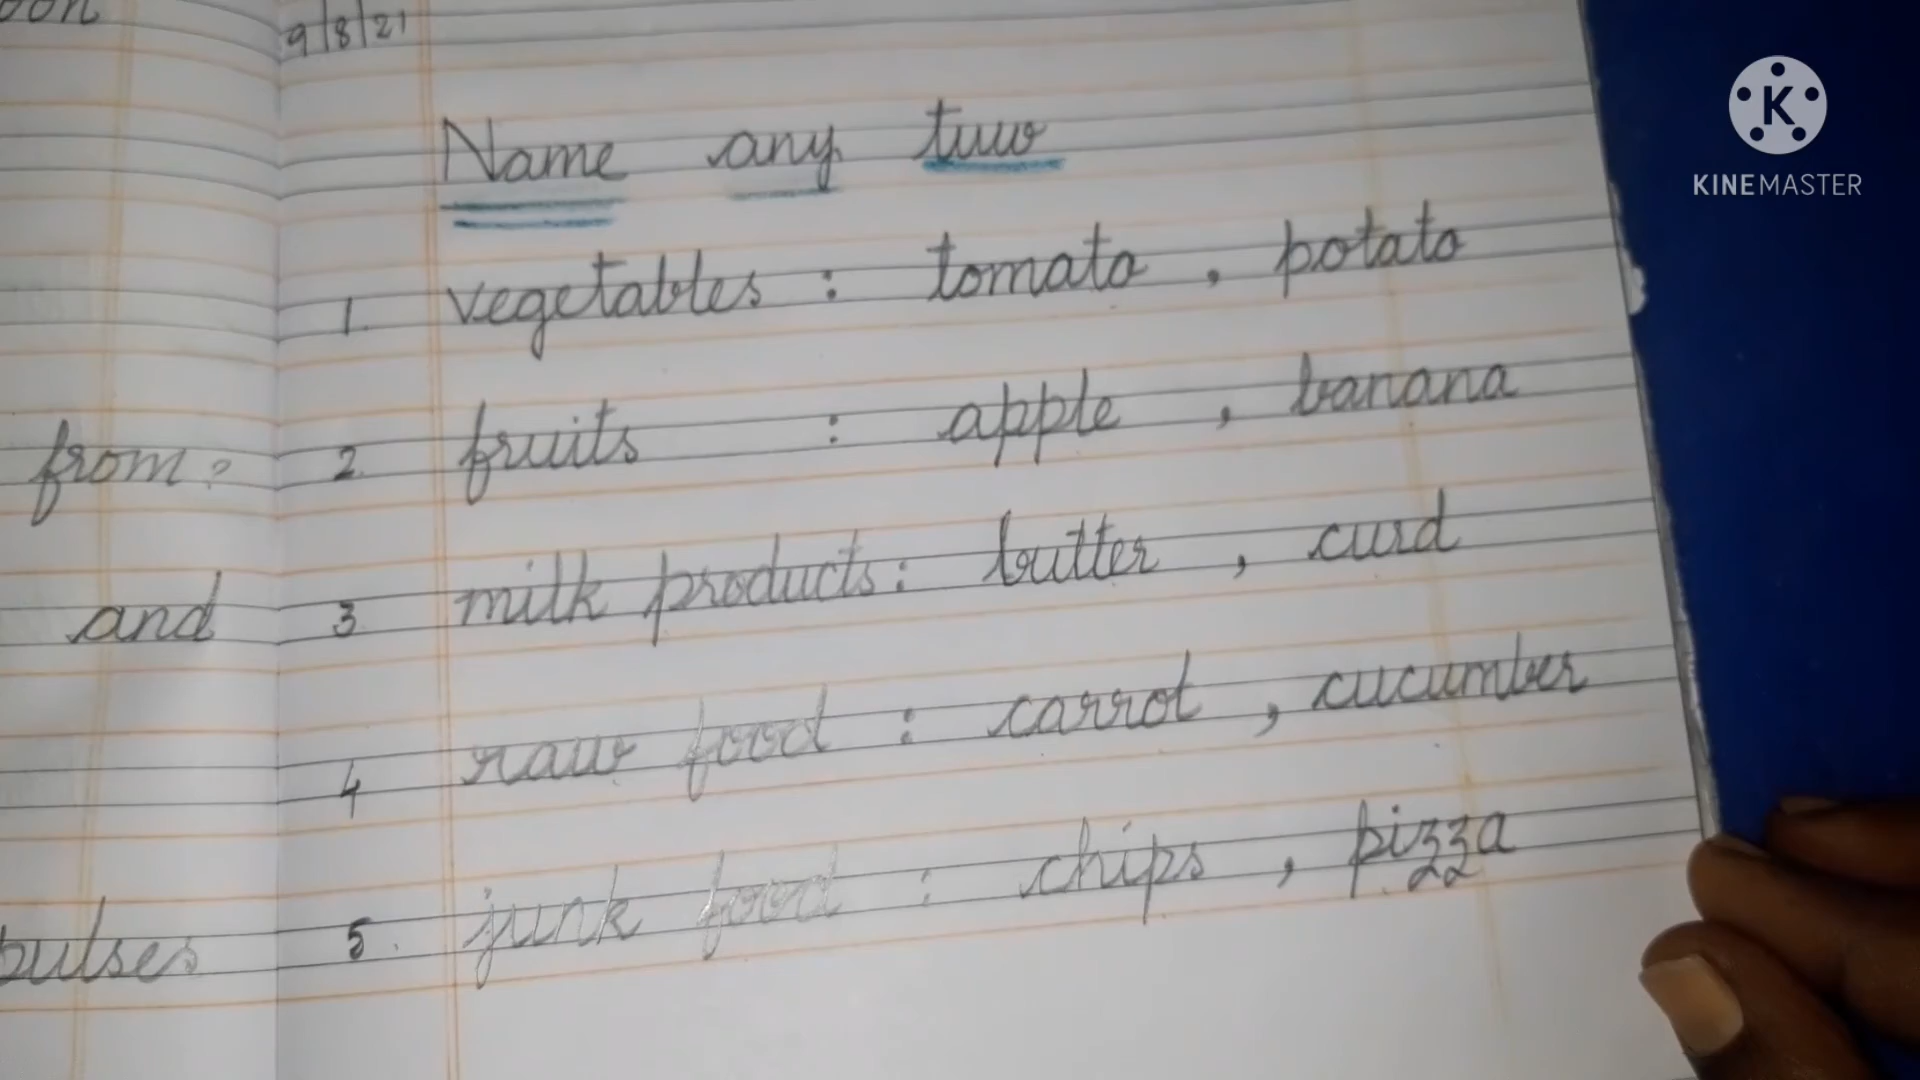 9/8/21
Name any two
1. vegetables : tomato , potato
2. fruits : apple , banana
3 milk products : butter , curd
4 raw food : carrot , cucumber
5. junk food : chips , pizza
from?
and
pulses
KINEMASTER